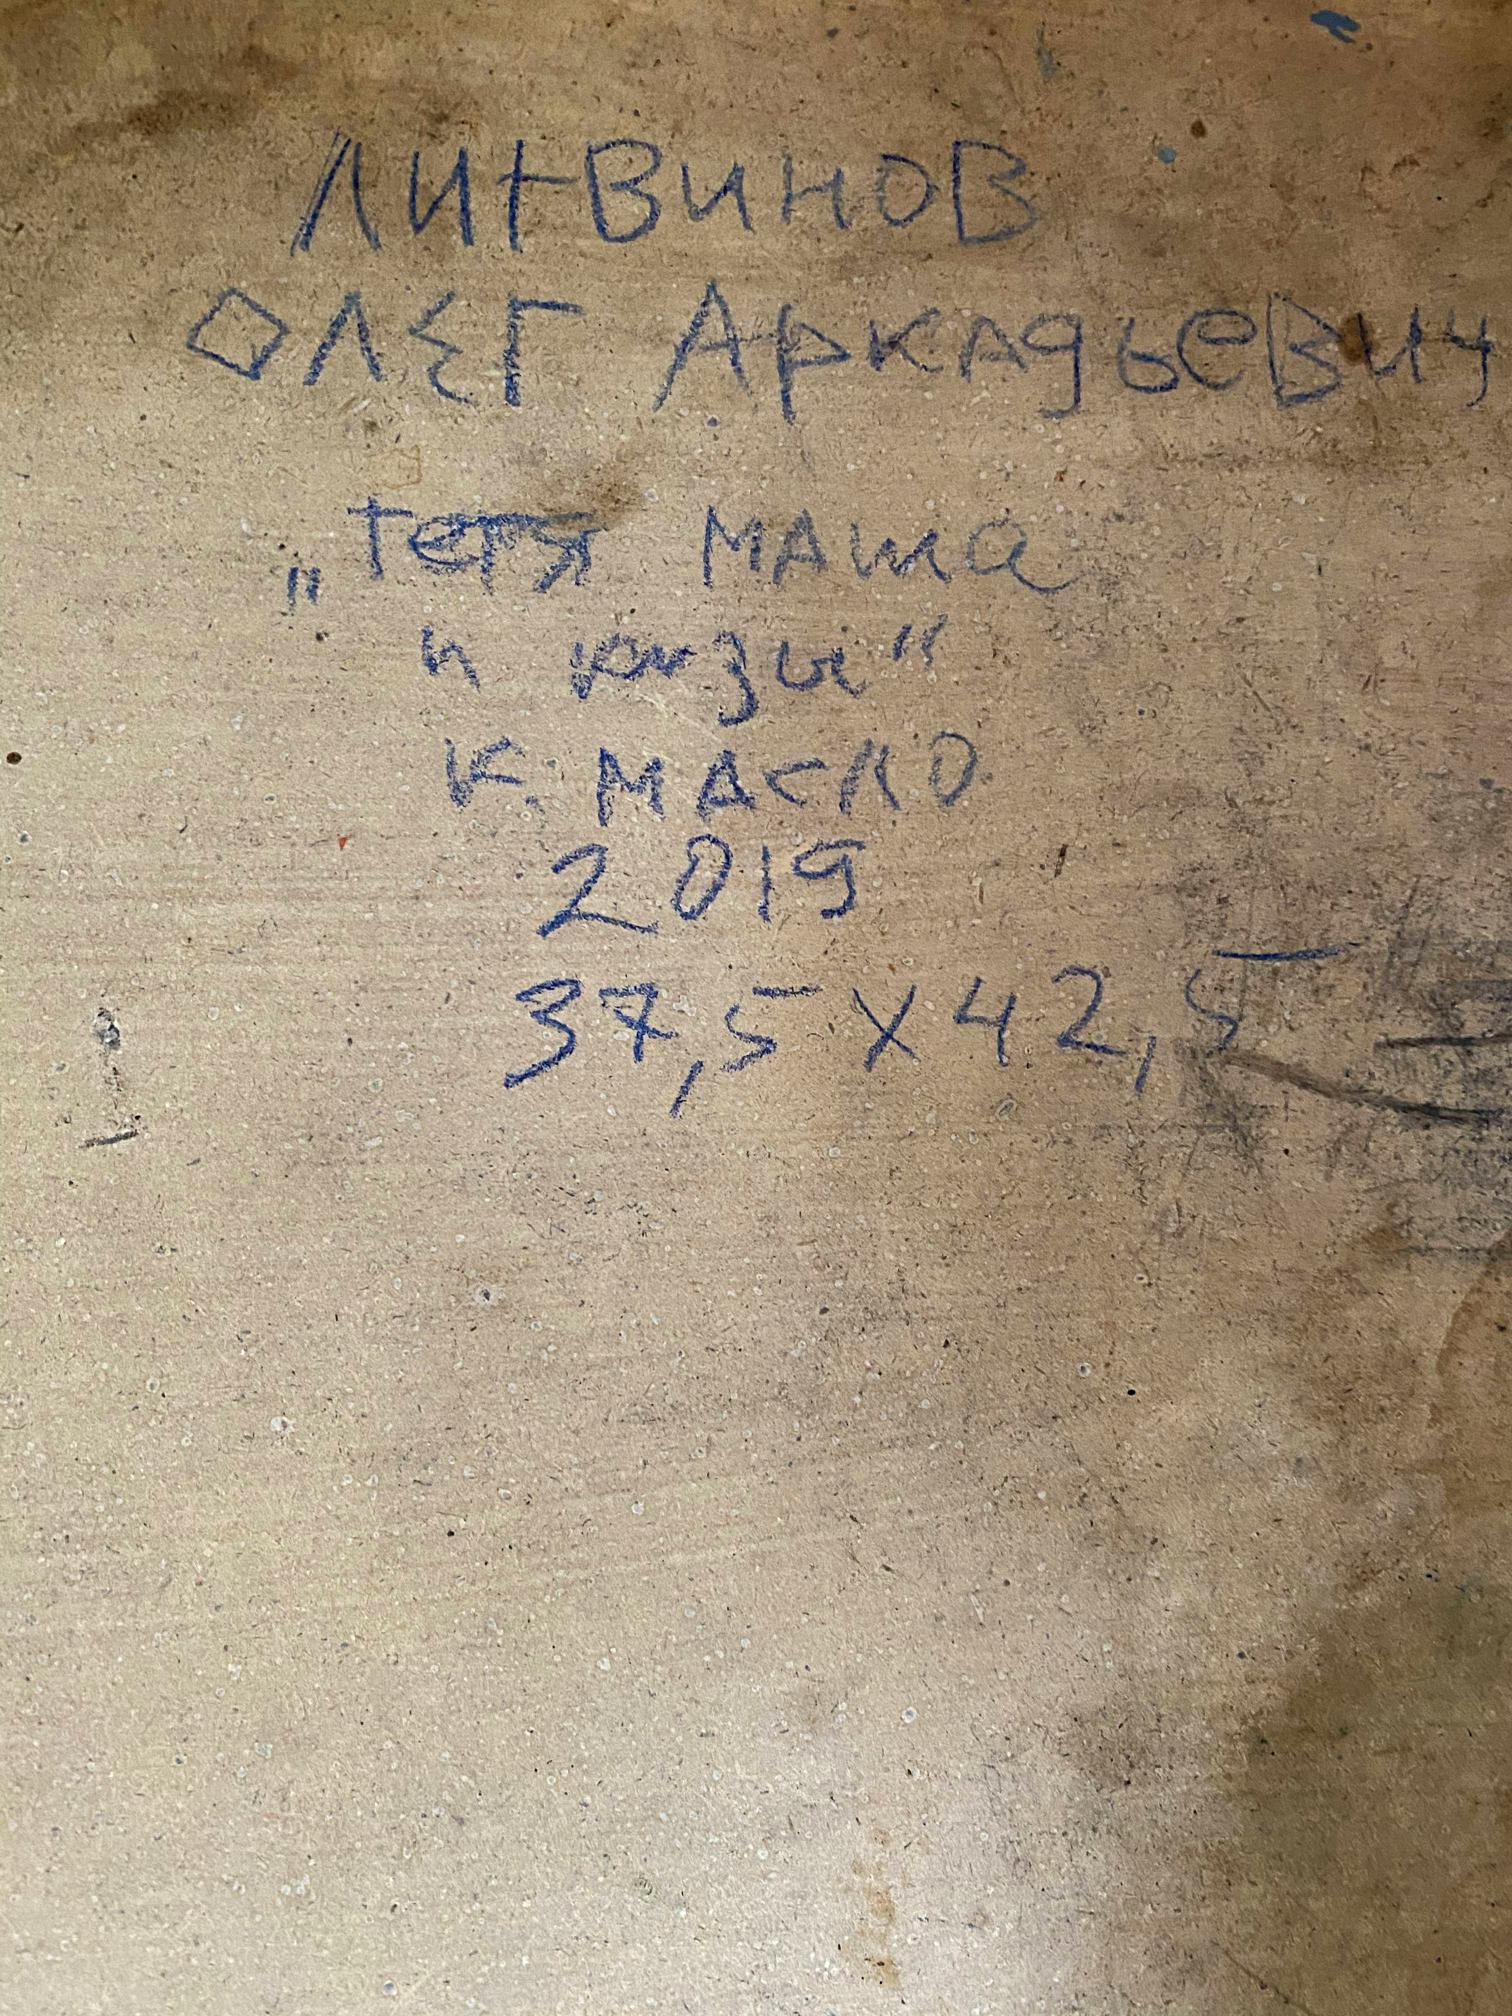 ЛИТВИНОВ
ОЛЕГ АркАдьеВич
„тетя МАша
и козы“
К. МАСЛО
2019
37,5 х 42,5